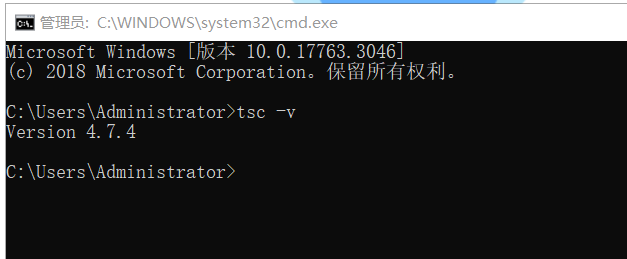 管理员: C:\WINDOWS\system32\cmd.exe
Microsoft Windows [版本 10.0.17763.3046]
(c) 2018 Microsoft Corporation。保留所有权利。
C:\Users\Administrator>tsc -v
Version 4.7.4
C:\Users\Administrator>